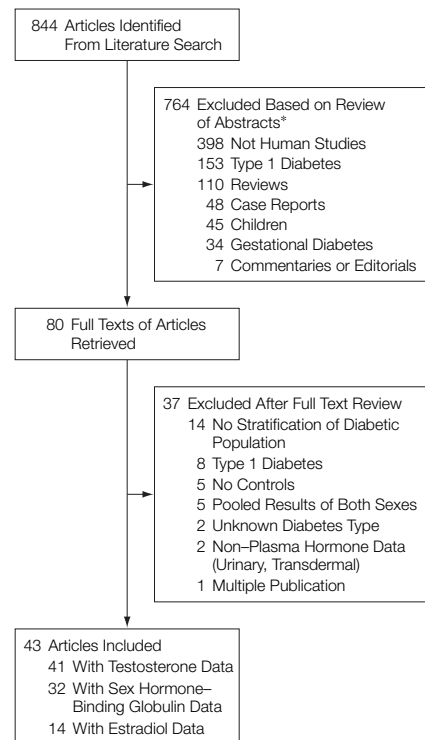 844 Articles Identified
From Literature Search
764 Excluded Based on Review
of Abstracts*
398 Not Human Studies
153 Type 1 Diabetes
110 Reviews
48 Case Reports
45 Children
34 Gestational Diabetes
7 Commentaries or Editorials
80 Full Texts of Articles
Retrieved
37 Excluded After Full Text Review
14 No Stratification of Diabetic
Population
8 Type 1 Diabetes
5 No Controls
5 Pooled Results of Both Sexes
2 Unknown Diabetes Type
2 Non–Plasma Hormone Data
(Urinary, Transdermal)
1 Multiple Publication
43 Articles Included
41 With Testosterone Data
32 With Sex Hormone–
Binding Globulin Data
14 With Estradiol Data